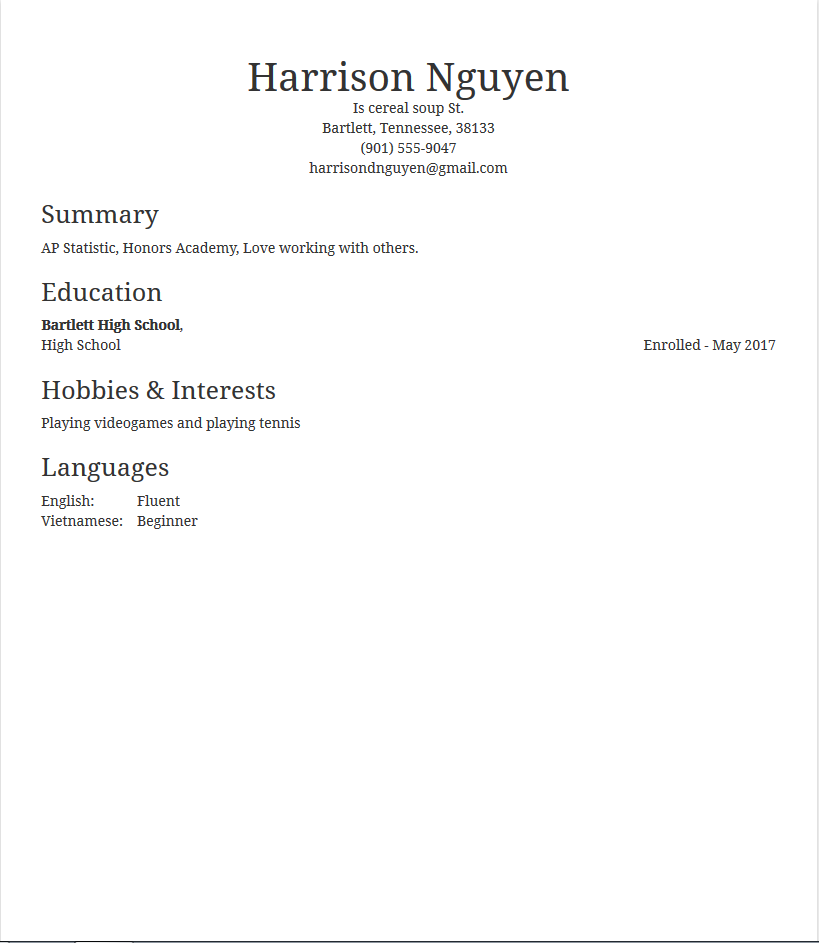 Harrison Nguyen
Is cereal soup St.
Bartlett, Tennessee, 38133
(901) 555-9047
harrisondnguyen@gmail.com
Summary
AP Statistic, Honors Academy, Love working with others.
Education
Bartlett High School,
High School Enrolled - May 2017
Hobbies & Interests
Playing videogames and playing tennis
Languages
English: Fluent
Vietnamese: Beginner